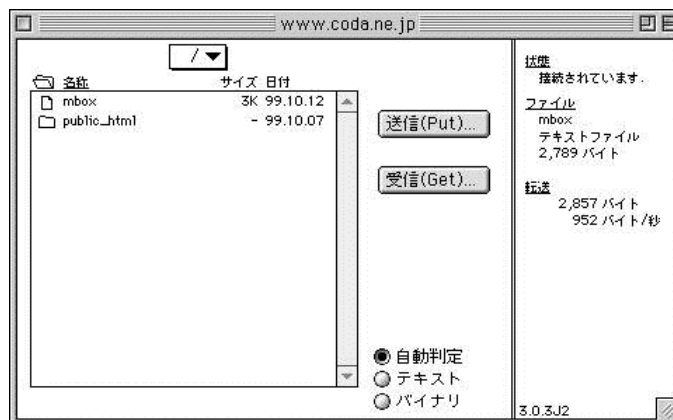 www.coda.ne.jp
/
名称 サイズ 日付
mbox 3K 99.10.12
public_html - 99.10.07
送信(Put)...
受信(Get)...
自動判定
テキスト
バイナリ
状態
接続されています.
ファイル
mbox
テキストファイル
2,789 バイト
転送
2,857 バイト
952 バイト/秒
3.0.3J2